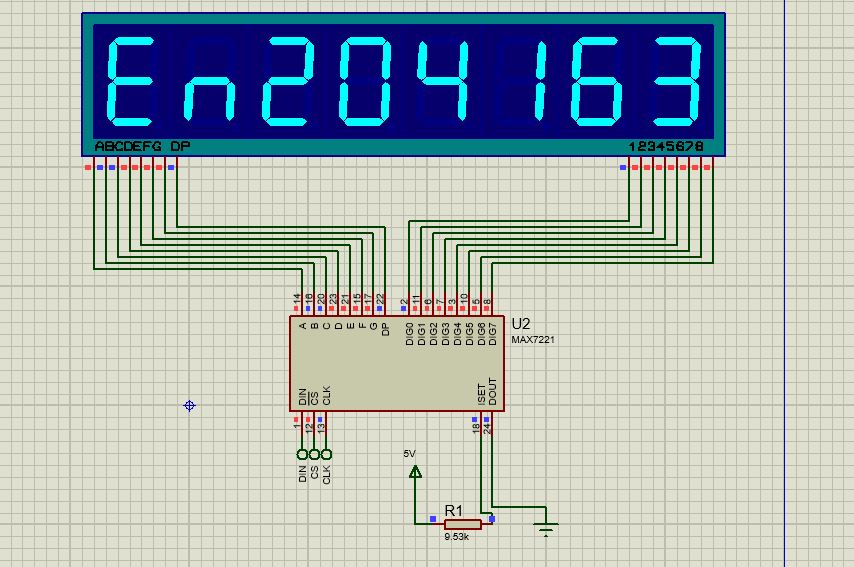 En204163
ABCDEFG DP
12345678
14 16 20 23 21 15 17 22 2 11 6 7 3 10 5 8
A B C D E F G DP DIG0 DIG1 DIG2 DIG3 DIG4 DIG5 DIG6 DIG7
U2
MAX7221
DIN CS CLK ISET DOUT
1 12 13 18 24
DIN CS CLK
5V
R1
9.53k